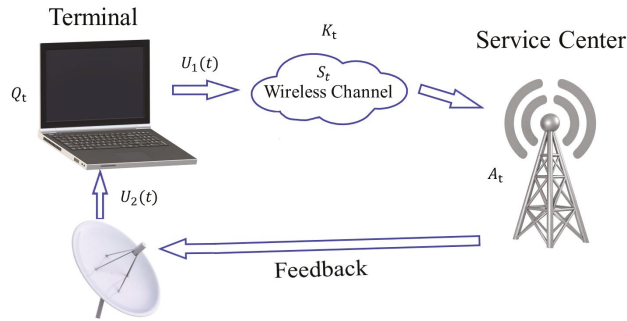 Terminal
K_t
Service Center
U_1(t)
S_t
Wireless Channel
Q_t
A_t
U_2(t)
Feedback